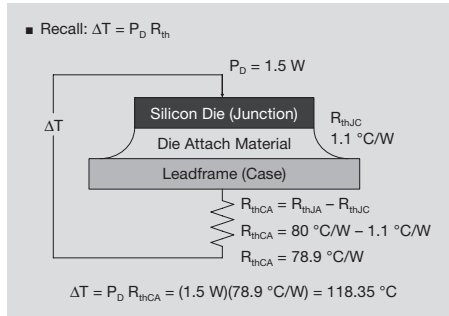 ■ Recall: ΔT = P_D R_th
P_D = 1.5 W
Silicon Die (Junction)
R_thJC
1.1 °C/W
ΔT
Die Attach Material
Leadframe (Case)
R_thCA = R_thJA – R_thJC
R_thCA = 80 °C/W – 1.1 °C/W
R_thCA = 78.9 °C/W
ΔT = P_D R_thCA = (1.5 W)(78.9 °C/W) = 118.35 °C